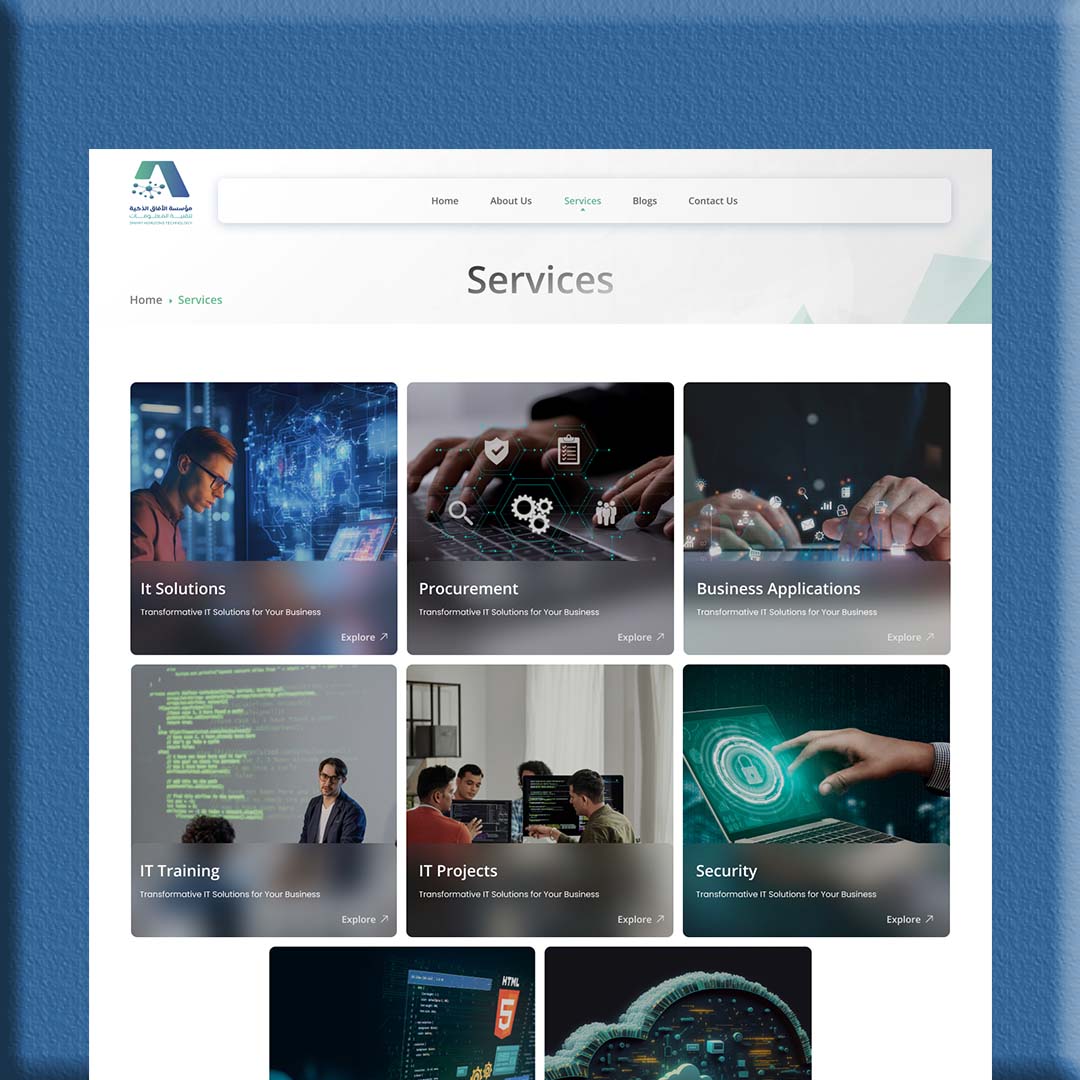 مؤسسة الآفاق الذكية
لتقنيـــة المعلـومـــات
SMART HORIZONS TECHNOLOGY
Home
About Us
Services
Blogs
Contact Us
Services
Home
Services
It Solutions
Transformative IT Solutions for Your Business
Explore
Procurement
Transformative IT Solutions for Your Business
Explore
Business Applications
Transformative IT Solutions for Your Business
Explore
IT Training
Transformative IT Solutions for Your Business
Explore
IT Projects
Transformative IT Solutions for Your Business
Explore
Security
Transformative IT Solutions for Your Business
Explore
HTML
5